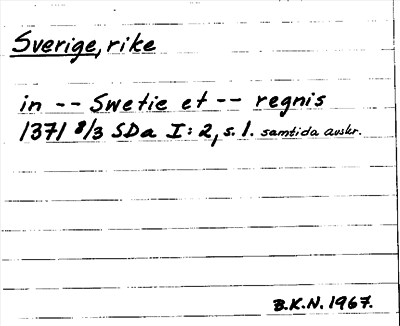 Sverige, rike
in -- Swetie et -- regnis
1371 8/3 SDa I: 2, s. 1. samtida avskr.
B.K.N. 1967.